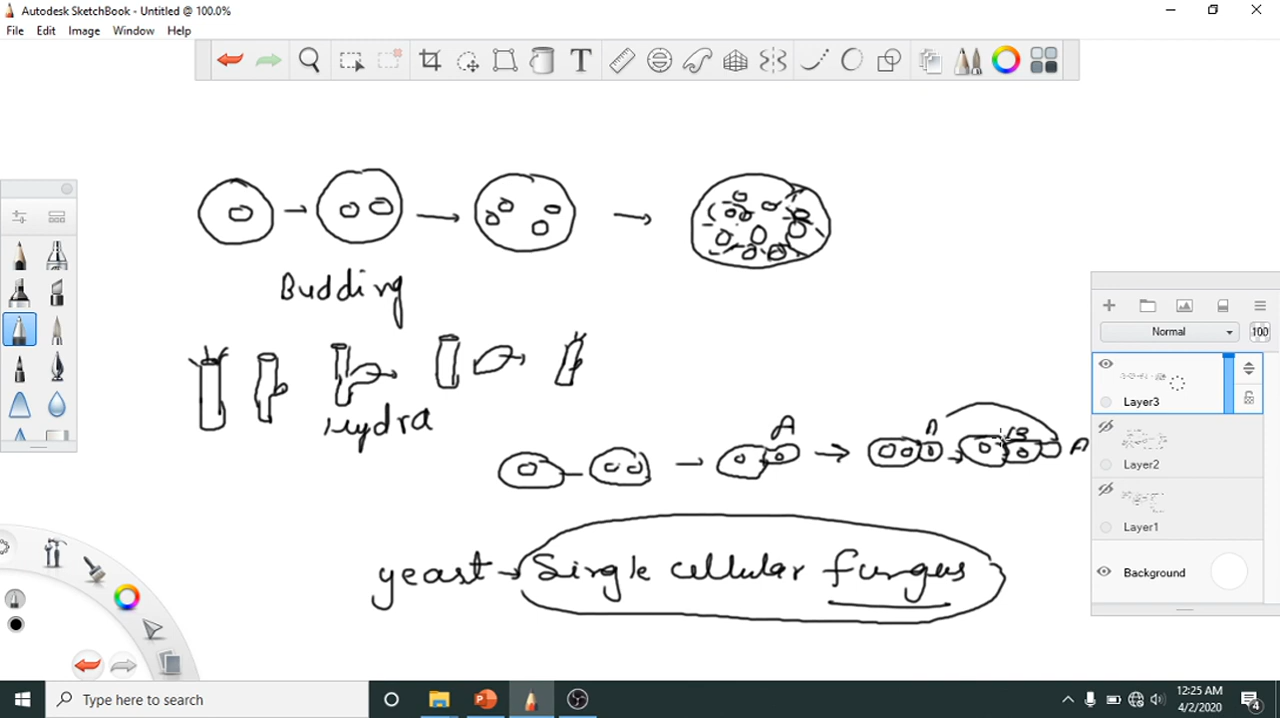 Autodesk SketchBook - Untitled @ 100.0%
File Edit Image Window Help
T
Budding
Hydra
A
A
B
A
yeast → Single cellular fungus
Normal
100
Layer3
Layer2
Layer1
Background
Type here to search
12:25 AM
4/2/2020
4